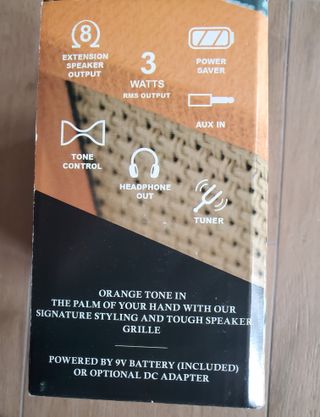 8
EXTENSION
SPEAKER
OUTPUT
3
WATTS
RMS OUTPUT
POWER
SAVER
AUX IN
TONE
CONTROL
HEADPHONE
OUT
TUNER
ORANGE TONE IN
THE PALM OF YOUR HAND WITH OUR
SIGNATURE STYLING AND TOUGH SPEAKER
GRILLE
POWERED BY 9V BATTERY (INCLUDED)
OR OPTIONAL DC ADAPTER